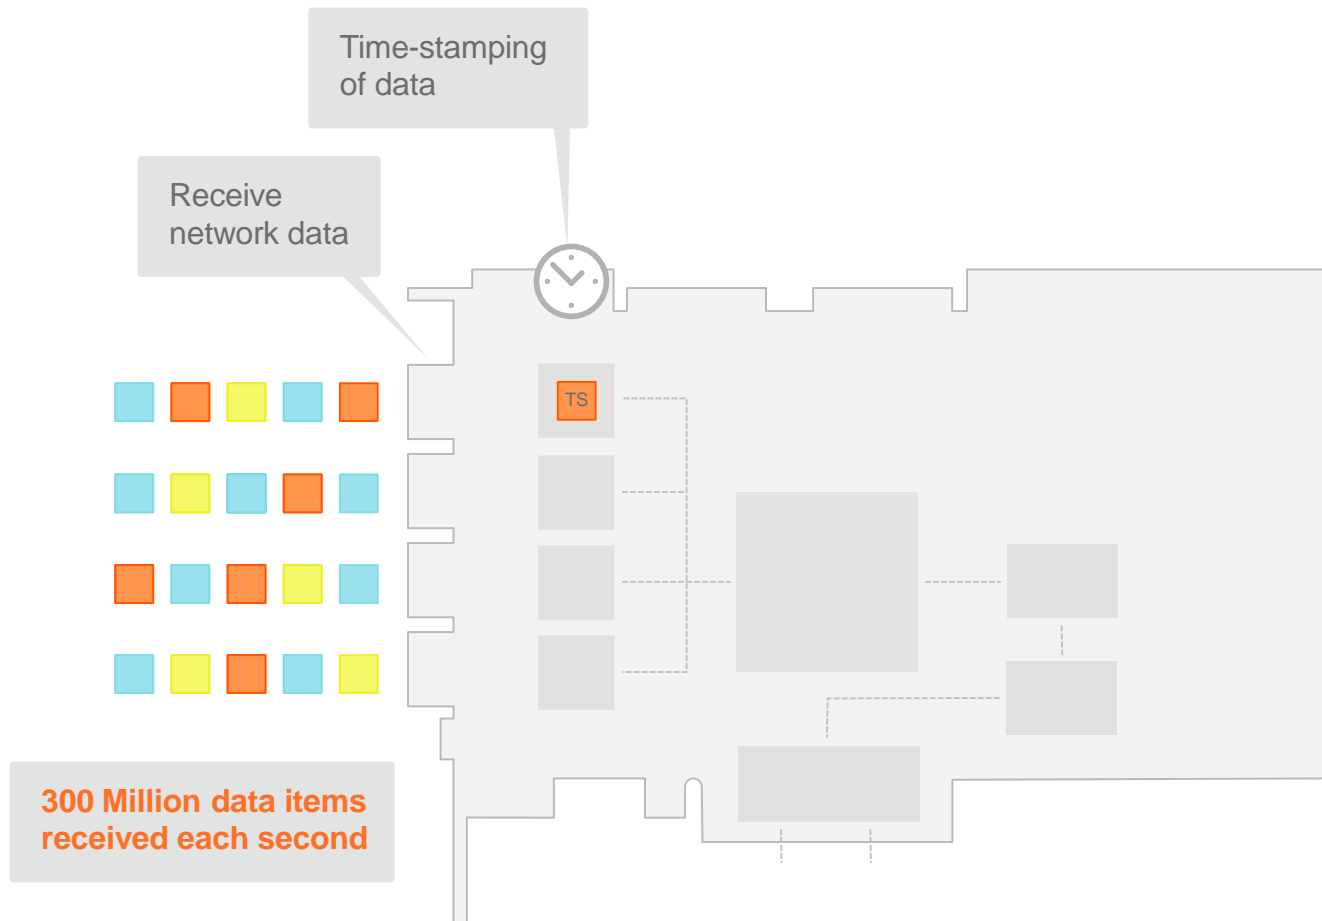 Time-stamping
of data
Receive
network data
TS
300 Million data items
received each second